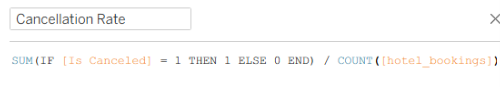 Cancellation Rate
SUM(IF [Is Canceled] = 1 THEN 1 ELSE 0 END) / COUNT([hotel_bookings])